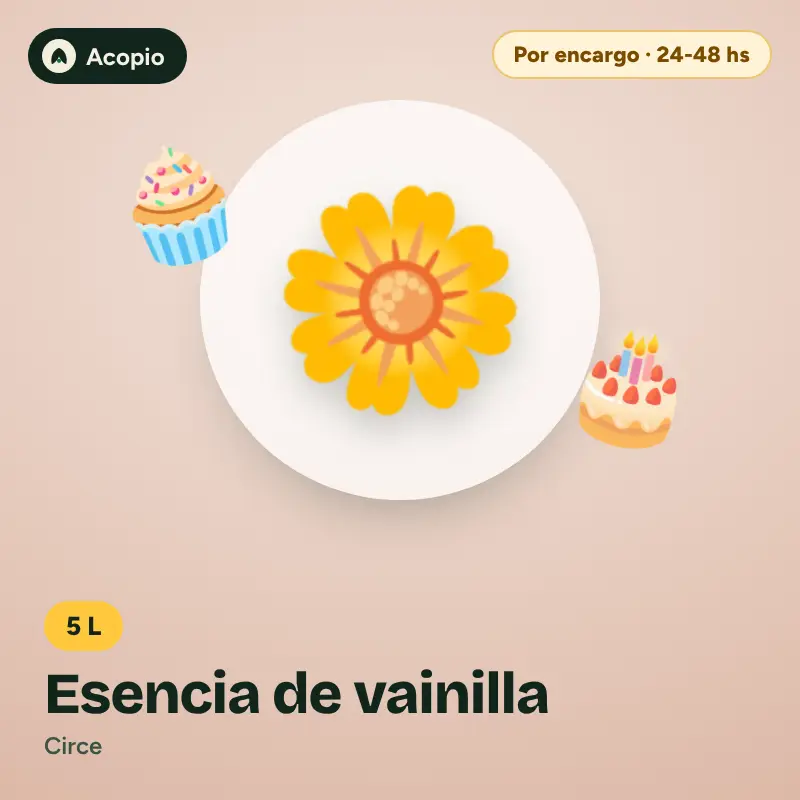 Acopio
Por encargo · 24-48 hs
5 L
Esencia de vainilla
Circe